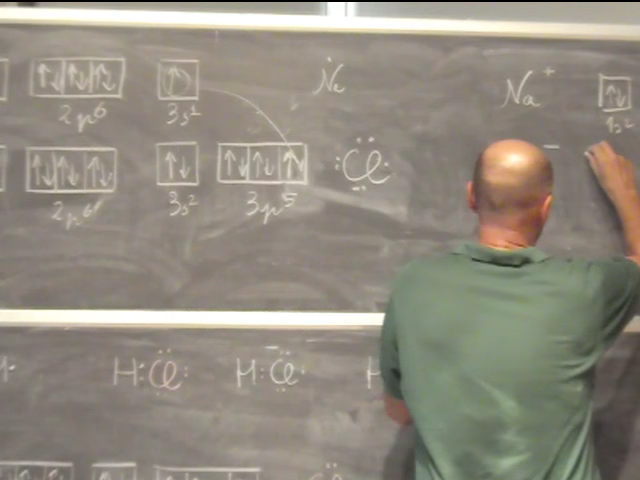 2p⁶ 3s¹ Na Na⁺ 1s²
2p⁶ 3s² 3p⁵ Cl −
H Cl H Cl H